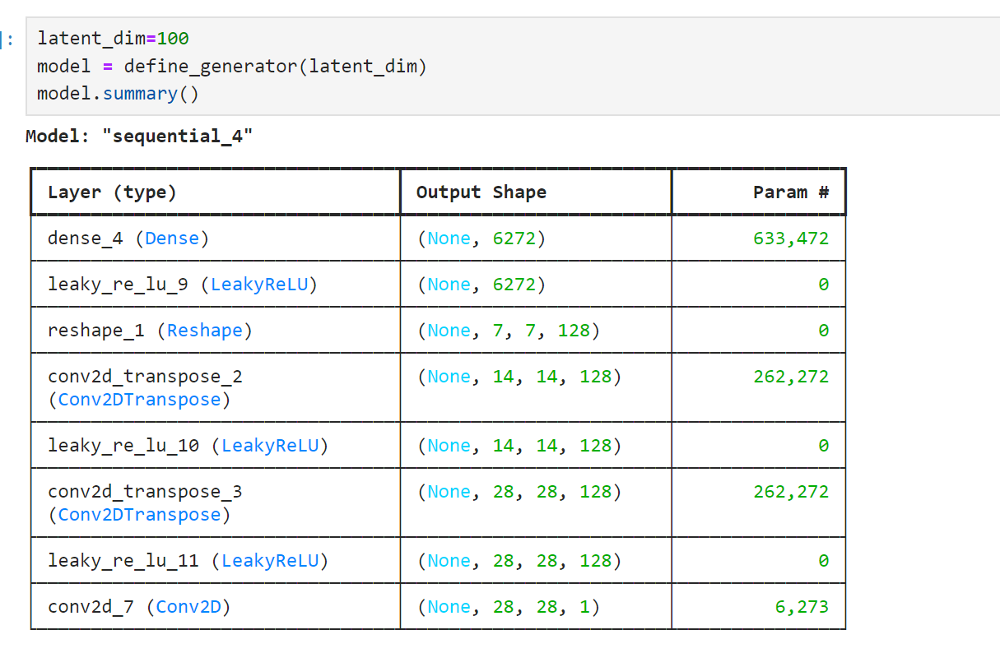 ]:
latent_dim=100
model = define_generator(latent_dim)
model.summary()
Model: "sequential_4"
Layer (type) Output Shape Param #
dense_4 (Dense) (None, 6272) 633,472
leaky_re_lu_9 (LeakyReLU) (None, 6272) 0
reshape_1 (Reshape) (None, 7, 7, 128) 0
conv2d_transpose_2 (None, 14, 14, 128) 262,272
(Conv2DTranspose)
leaky_re_lu_10 (LeakyReLU) (None, 14, 14, 128) 0
conv2d_transpose_3 (None, 28, 28, 128) 262,272
(Conv2DTranspose)
leaky_re_lu_11 (LeakyReLU) (None, 28, 28, 128) 0
conv2d_7 (Conv2D) (None, 28, 28, 1) 6,273